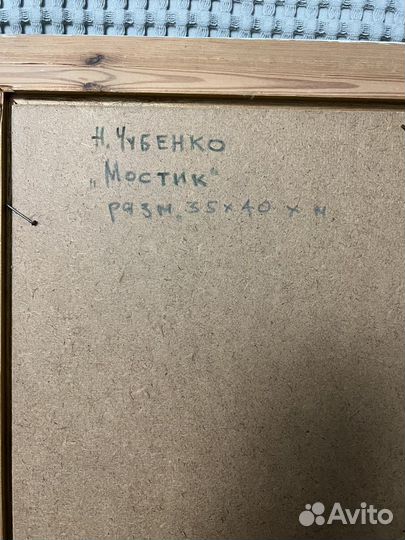 Н. ЧУБЕНКО
„Мостик"
разм. 35 х 40 х м.
Avito